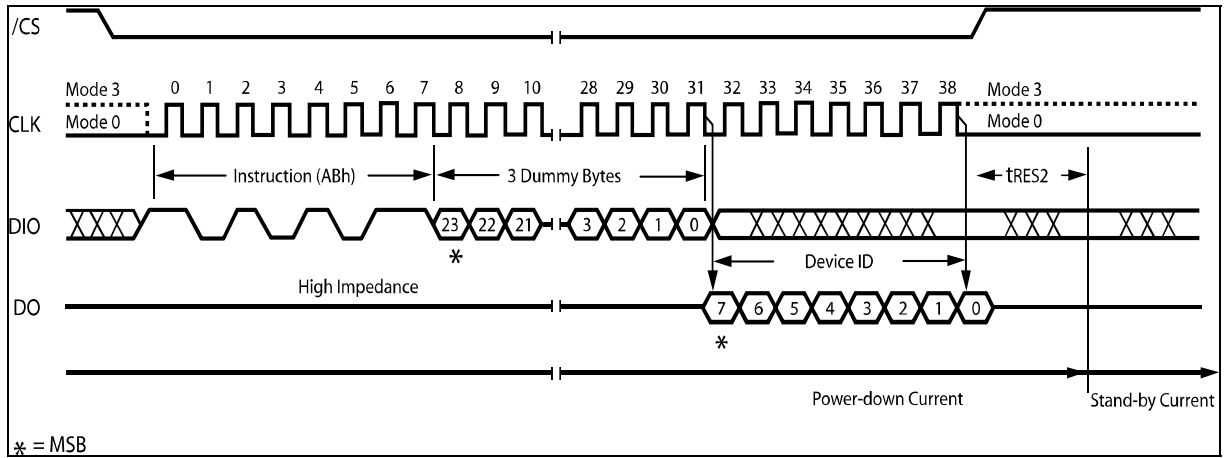 /CS
Mode 3 0 1 2 3 4 5 6 7 8 9 10 28 29 30 31 32 33 34 35 36 37 38 Mode 3
CLK Mode 0 Mode 0
Instruction (ABh) 3 Dummy Bytes tRES2
DIO 23 22 21 3 2 1 0
* Device ID
High Impedance
DO 7 6 5 4 3 2 1 0
*
Power-down Current Stand-by Current
* = MSB